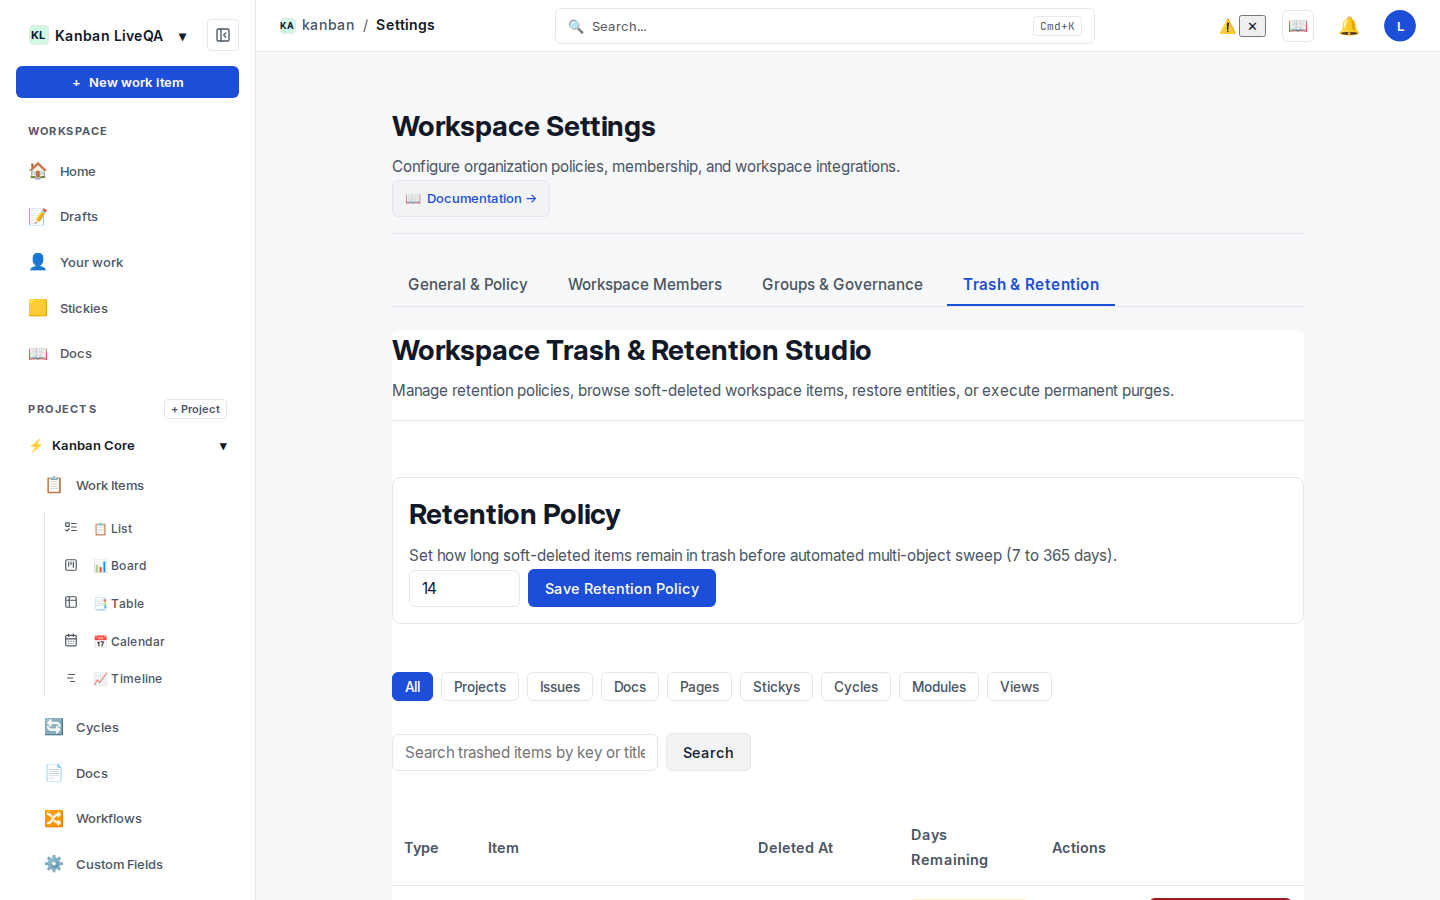 KL Kanban LiveQA ▾
+ New work item
WORKSPACE
Home
Drafts
Your work
Stickies
Docs
PROJECTS
+ Project
Kanban Core ▾
Work Items
List
Board
Table
Calendar
Timeline
Cycles
Docs
Workflows
Custom Fields
KA kanban / Settings
Search...
Cmd+K
✕
L
Workspace Settings
Configure organization policies, membership, and workspace integrations.
Documentation →
General & Policy
Workspace Members
Groups & Governance
Trash & Retention
Workspace Trash & Retention Studio
Manage retention policies, browse soft-deleted workspace items, restore entities, or execute permanent purges.
Retention Policy
Set how long soft-deleted items remain in trash before automated multi-object sweep (7 to 365 days).
14
Save Retention Policy
All
Projects
Issues
Docs
Pages
Stickys
Cycles
Modules
Views
Search trashed items by key or title
Search
Type
Item
Deleted At
Days
Remaining
Actions